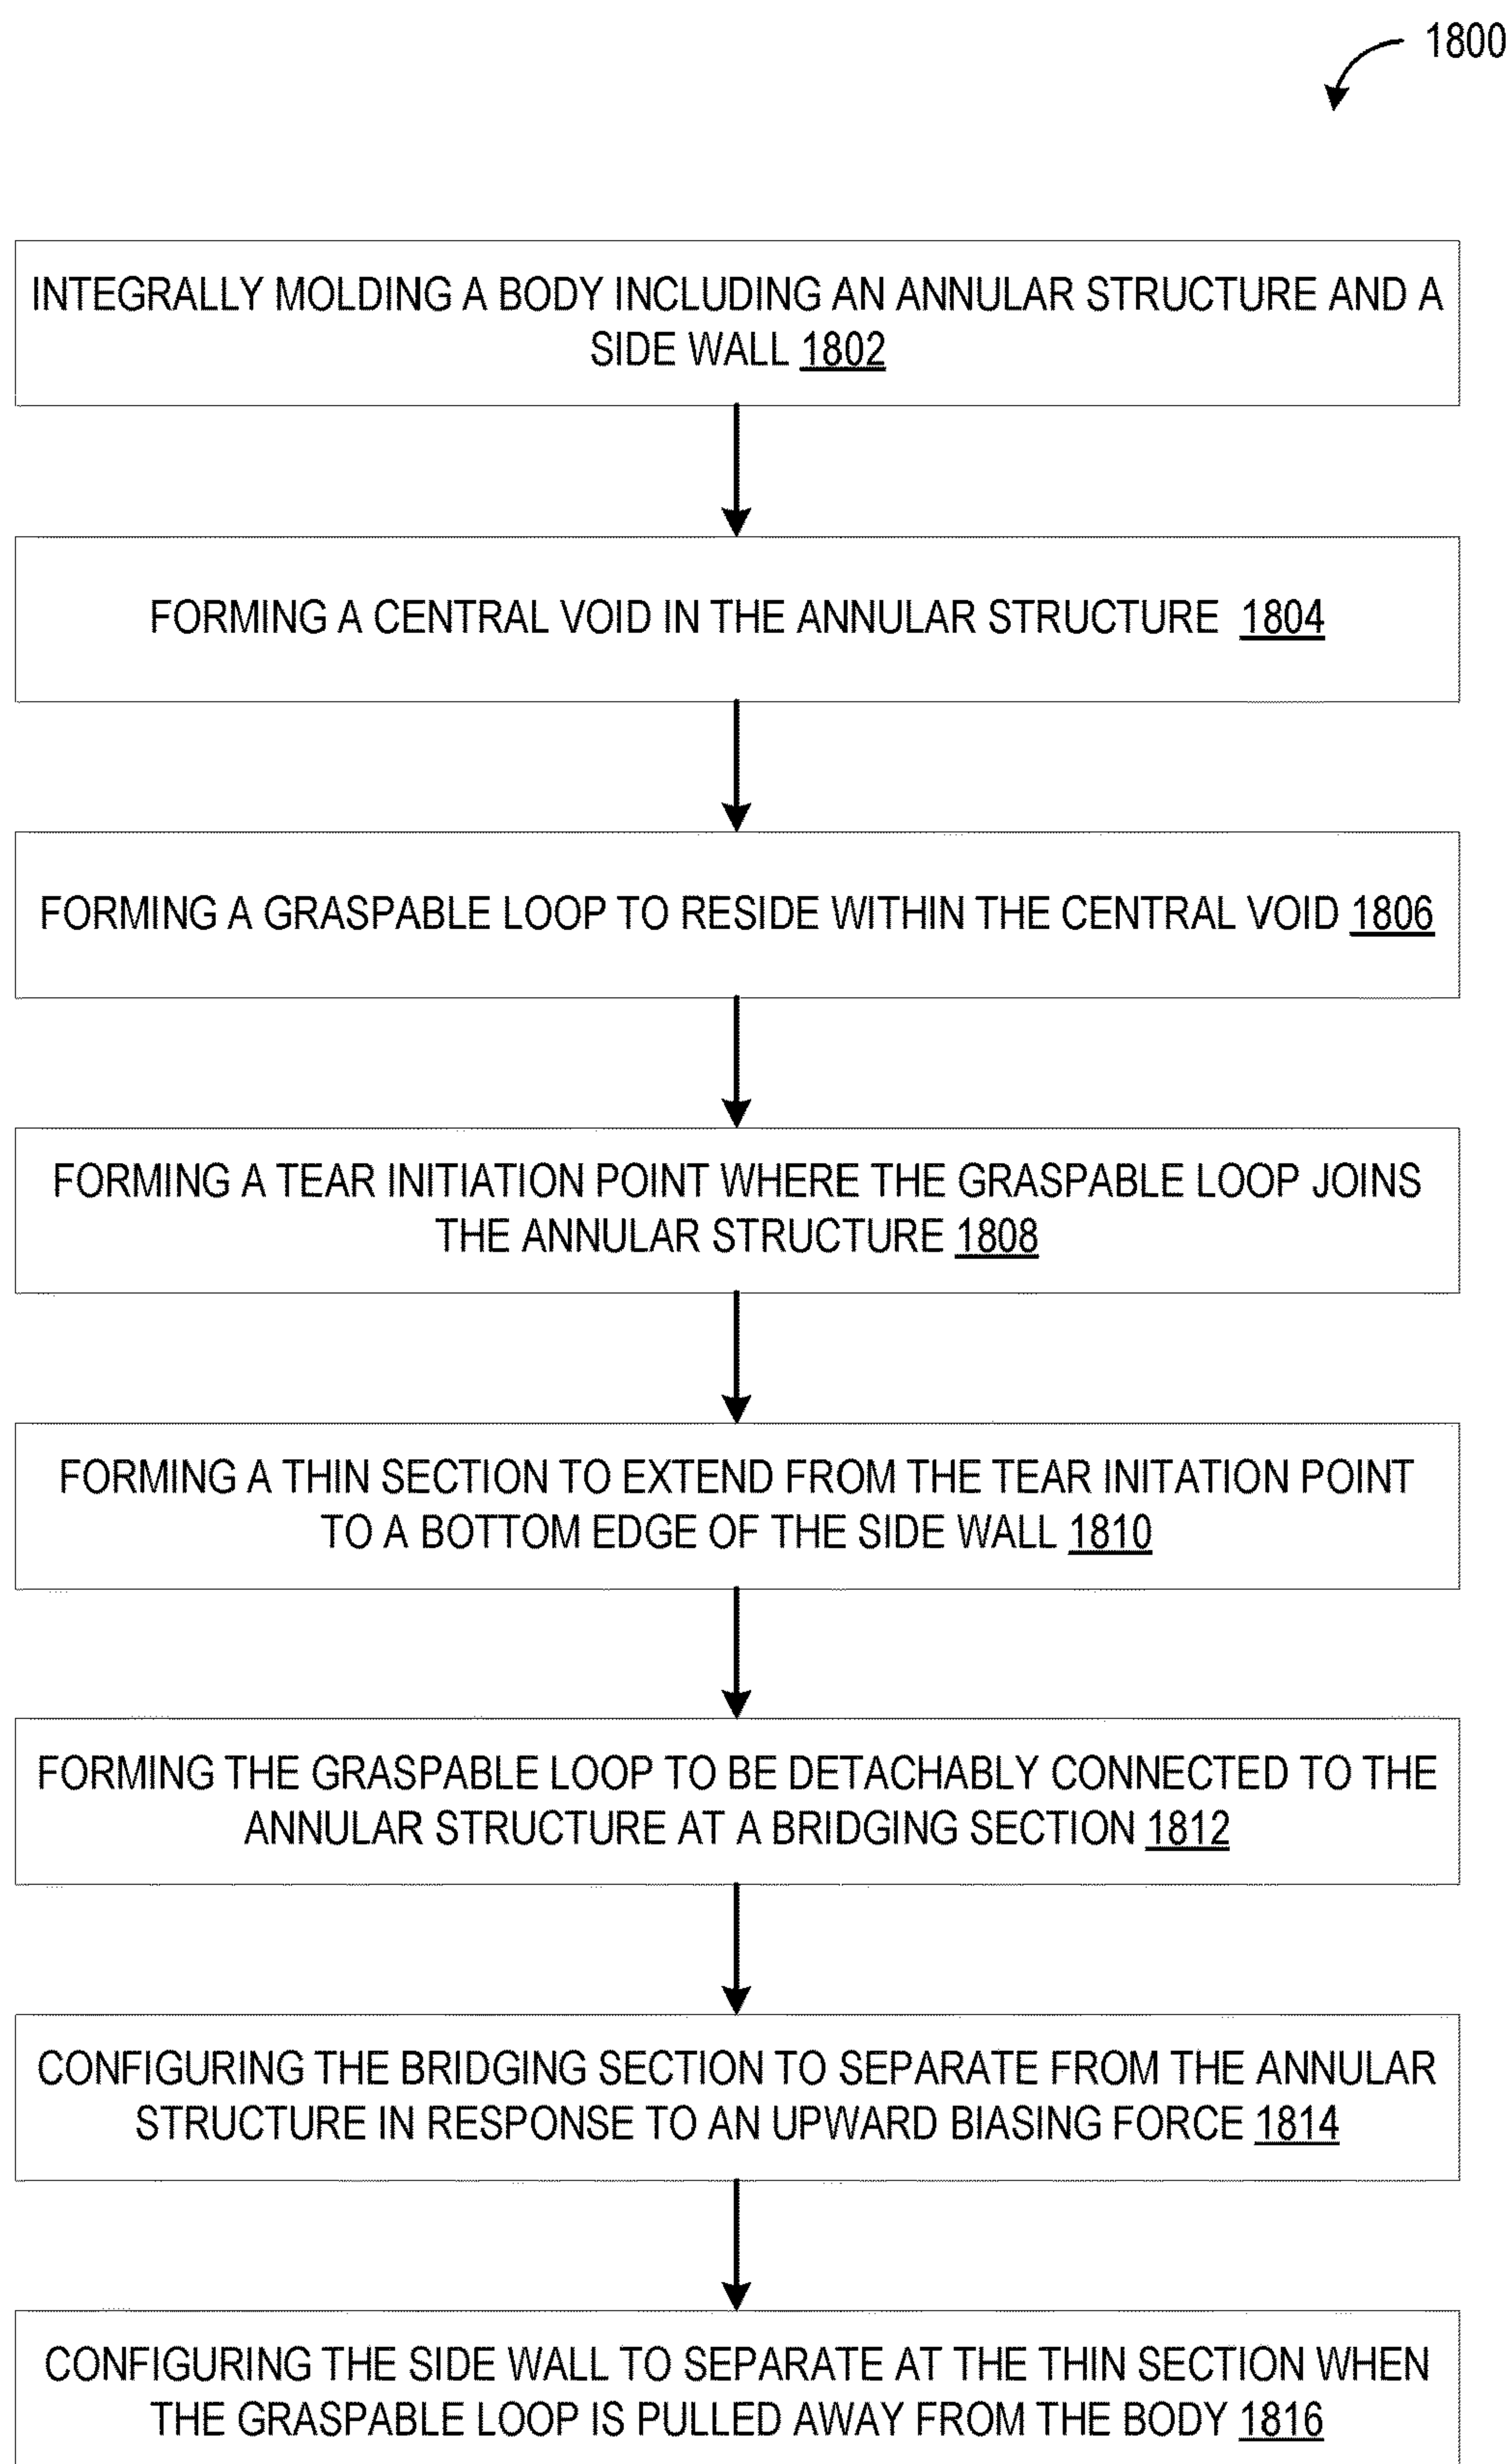 1800
INTEGRALLY MOLDING A BODY INCLUDING AN ANNULAR STRUCTURE AND A
SIDE WALL 1802
FORMING A CENTRAL VOID IN THE ANNULAR STRUCTURE 1804
FORMING A GRASPABLE LOOP TO RESIDE WITHIN THE CENTRAL VOID 1806
FORMING A TEAR INITIATION POINT WHERE THE GRASPABLE LOOP JOINS
THE ANNULAR STRUCTURE 1808
FORMING A THIN SECTION TO EXTEND FROM THE TEAR INITATION POINT
TO A BOTTOM EDGE OF THE SIDE WALL 1810
FORMING THE GRASPABLE LOOP TO BE DETACHABLY CONNECTED TO THE
ANNULAR STRUCTURE AT A BRIDGING SECTION 1812
CONFIGURING THE BRIDGING SECTION TO SEPARATE FROM THE ANNULAR
STRUCTURE IN RESPONSE TO AN UPWARD BIASING FORCE 1814
CONFIGURING THE SIDE WALL TO SEPARATE AT THE THIN SECTION WHEN
THE GRASPABLE LOOP IS PULLED AWAY FROM THE BODY 1816